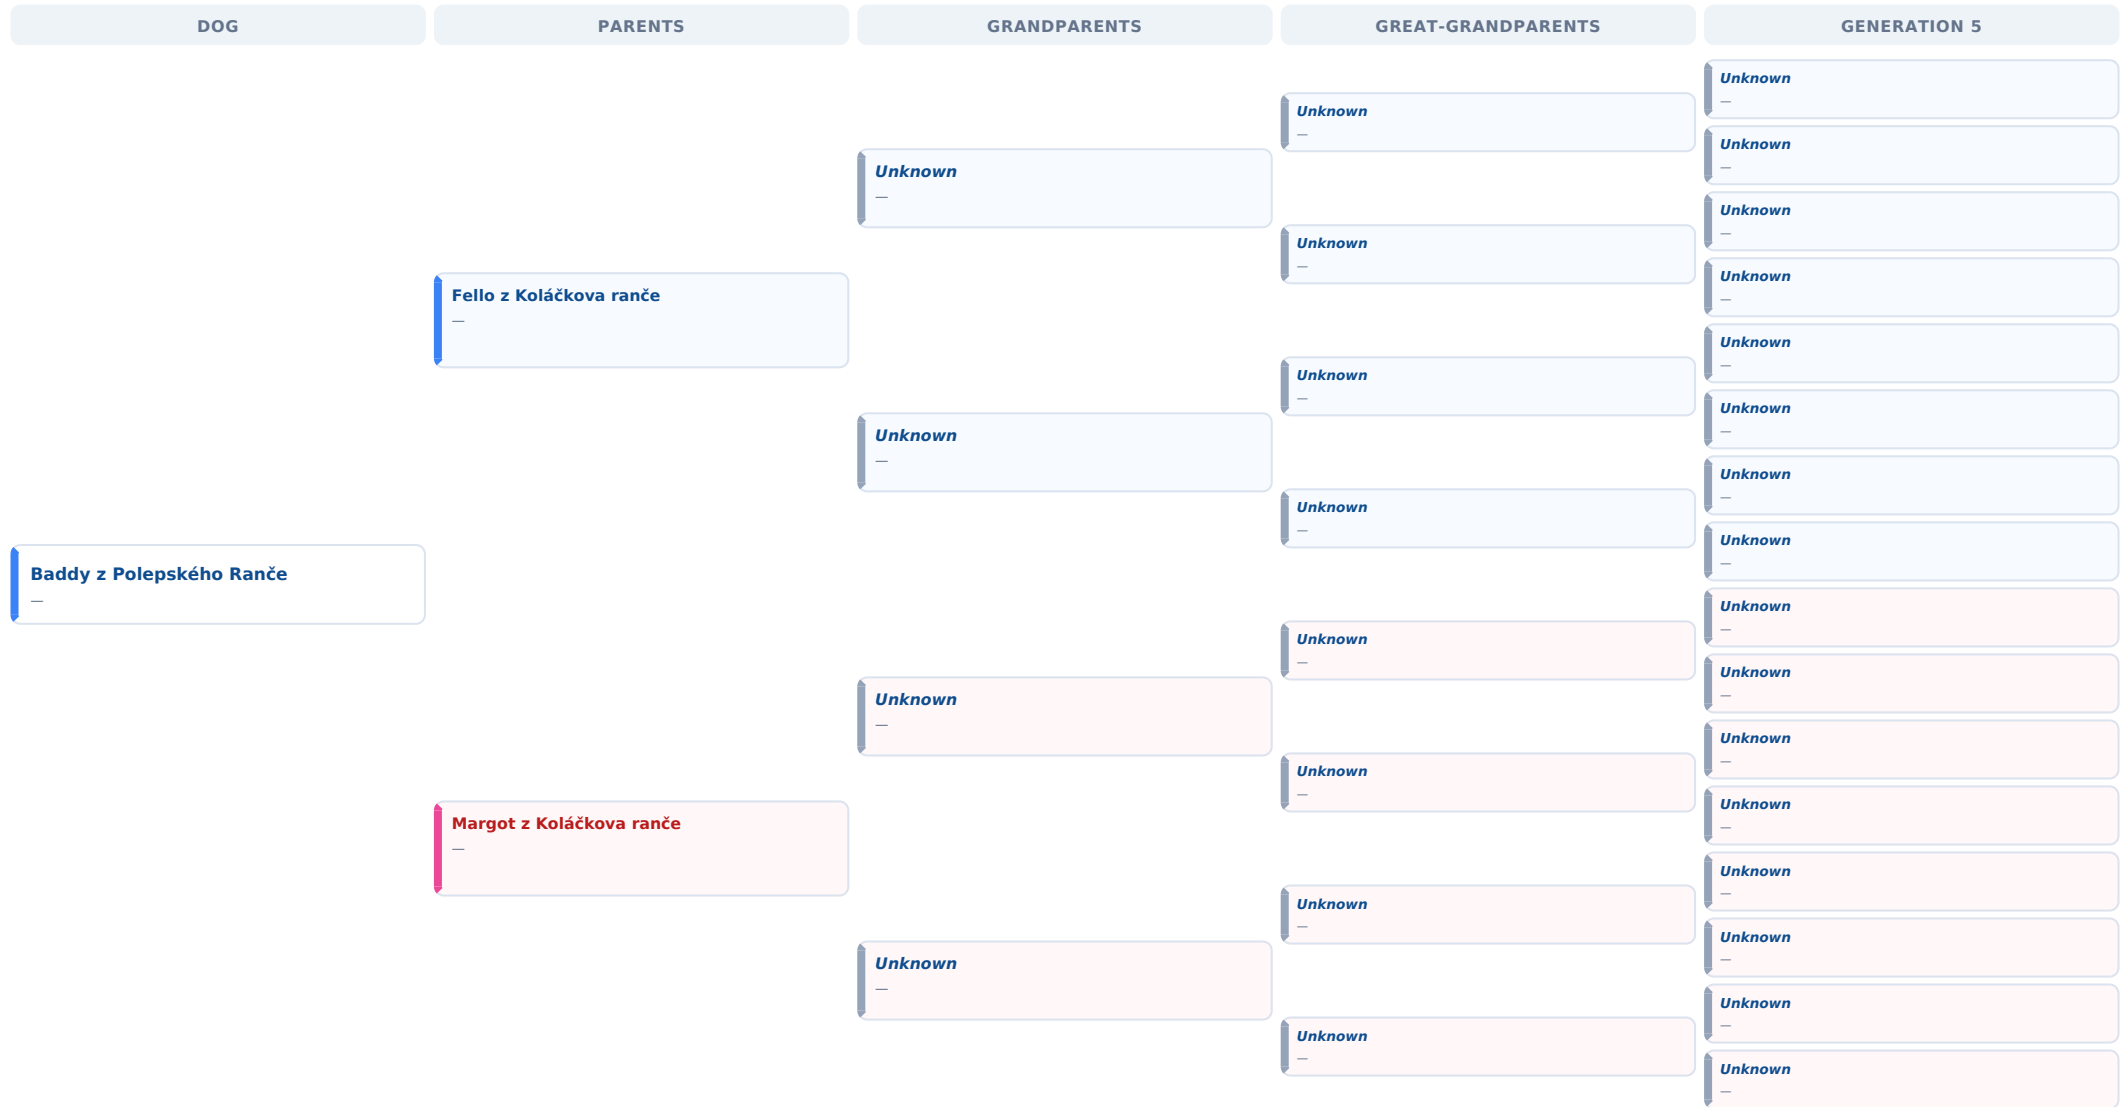 DOG
PARENTS
GRANDPARENTS
GREAT-GRANDPARENTS
GENERATION 5
Baddy z Polepského Ranče
—
Fello z Koláčkova ranče
—
Margot z Koláčkova ranče
—
Unknown
—
Unknown
—
Unknown
—
Unknown
—
Unknown
—
Unknown
—
Unknown
—
Unknown
—
Unknown
—
Unknown
—
Unknown
—
Unknown
—
Unknown
—
Unknown
—
Unknown
—
Unknown
—
Unknown
—
Unknown
—
Unknown
—
Unknown
—
Unknown
—
Unknown
—
Unknown
—
Unknown
—
Unknown
—
Unknown
—
Unknown
—
Unknown
—